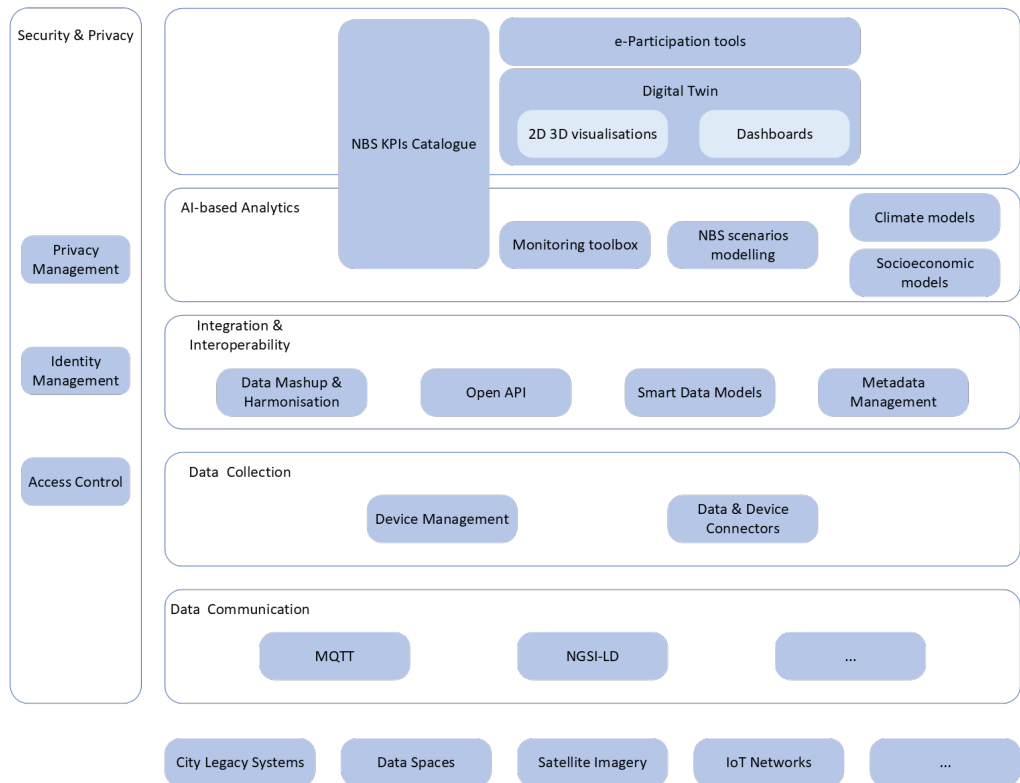 Security & Privacy
Privacy
Management
Identity
Management
Access Control
e-Participation tools
Digital Twin
2D 3D visualisations
Dashboards
NBS KPIs Catalogue
AI-based Analytics
Monitoring toolbox
NBS scenarios
modelling
Climate models
Socioeconomic
models
Integration &
Interoperability
Data Mashup &
Harmonisation
Open API
Smart Data Models
Metadada
Management
Data Collection
Device Management
Data & Device
Connectors
Data Communication
MQTT
NGSI-LD
...
City Legacy Systems
Data Spaces
Satellite Imagery
IoT Networks
...